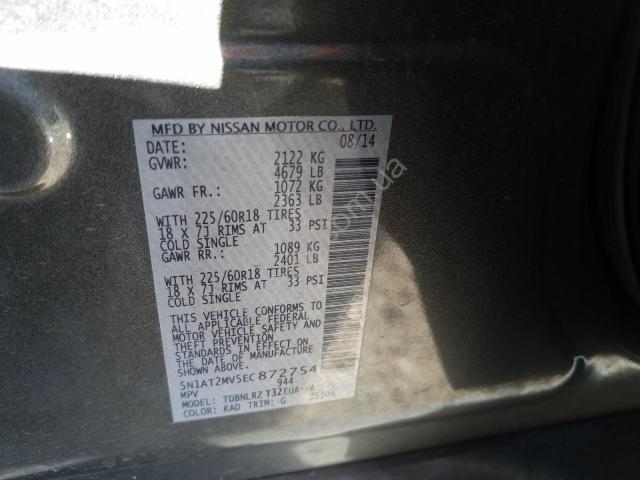 MFD BY NISSAN MOTOR CO., LTD.
DATE: 08/14
GVWR: 2122 KG
4679 LB
GAWR FR.: 1072 KG
2363 LB
WITH 225/60R18 TIRES
18 X 7J RIMS AT 33 PSI
COLD SINGLE
GAWR RR.: 1089 KG
2401 LB
WITH 225/60R18 TIRES
18 X 7J RIMS AT 33 PSI
COLD SINGLE
THIS VEHICLE CONFORMS TO
ALL APPLICABLE FEDERAL
MOTOR VEHICLE SAFETY AND
THEFT PREVENTION
STANDARDS IN EFFECT ON
THE DATE OF MANUFACTURE
SHOWN ABOVE.
5N1AT2MV5EC872754
MPV 944
MODEL: TDBNLRZ T32EUA--A
COLOR: KAD TRIM: G 2530A